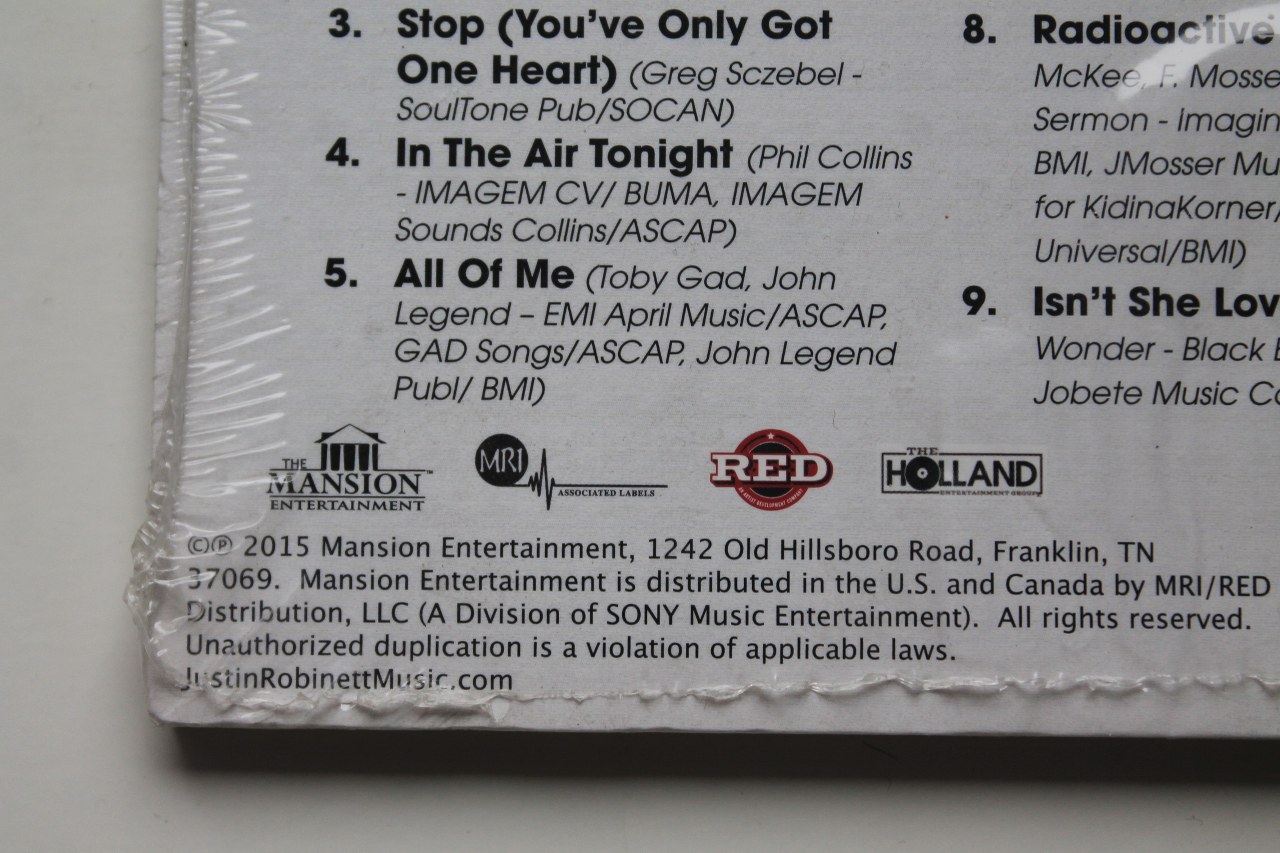 3. Stop (You've Only Got
One Heart) (Greg Sczebel -
SoulTone Pub/SOCAN)
4. In The Air Tonight (Phil Collins
- IMAGEM CV/ BUMA, IMAGEM
Sounds Collins/ASCAP)
5. All Of Me (Toby Gad, John
Legend – EMI April Music/ASCAP,
GAD Songs/ASCAP, John Legend
Publ/ BMI)
8. Radioactive
McKee, F. Mosse
Sermon - Imagin
BMI, JMosser Mu
for KidinaKorner/
Universal/BMI)
9. Isn't She Lov
Wonder - Black
Jobete Music Co
THE
MANSION™
ENTERTAINMENT
MRI
ASSOCIATED LABELS
RED
AN ARTIST DEVELOPMENT COMPANY
THE
HOLLAND
ENTERTAINMENT GROUP
©℗ 2015 Mansion Entertainment, 1242 Old Hillsboro Road, Franklin, TN
37069. Mansion Entertainment is distributed in the U.S. and Canada by MRI/RED
Distribution, LLC (A Division of SONY Music Entertainment). All rights reserved.
Unauthorized duplication is a violation of applicable laws.
JustinRobinettMusic.com